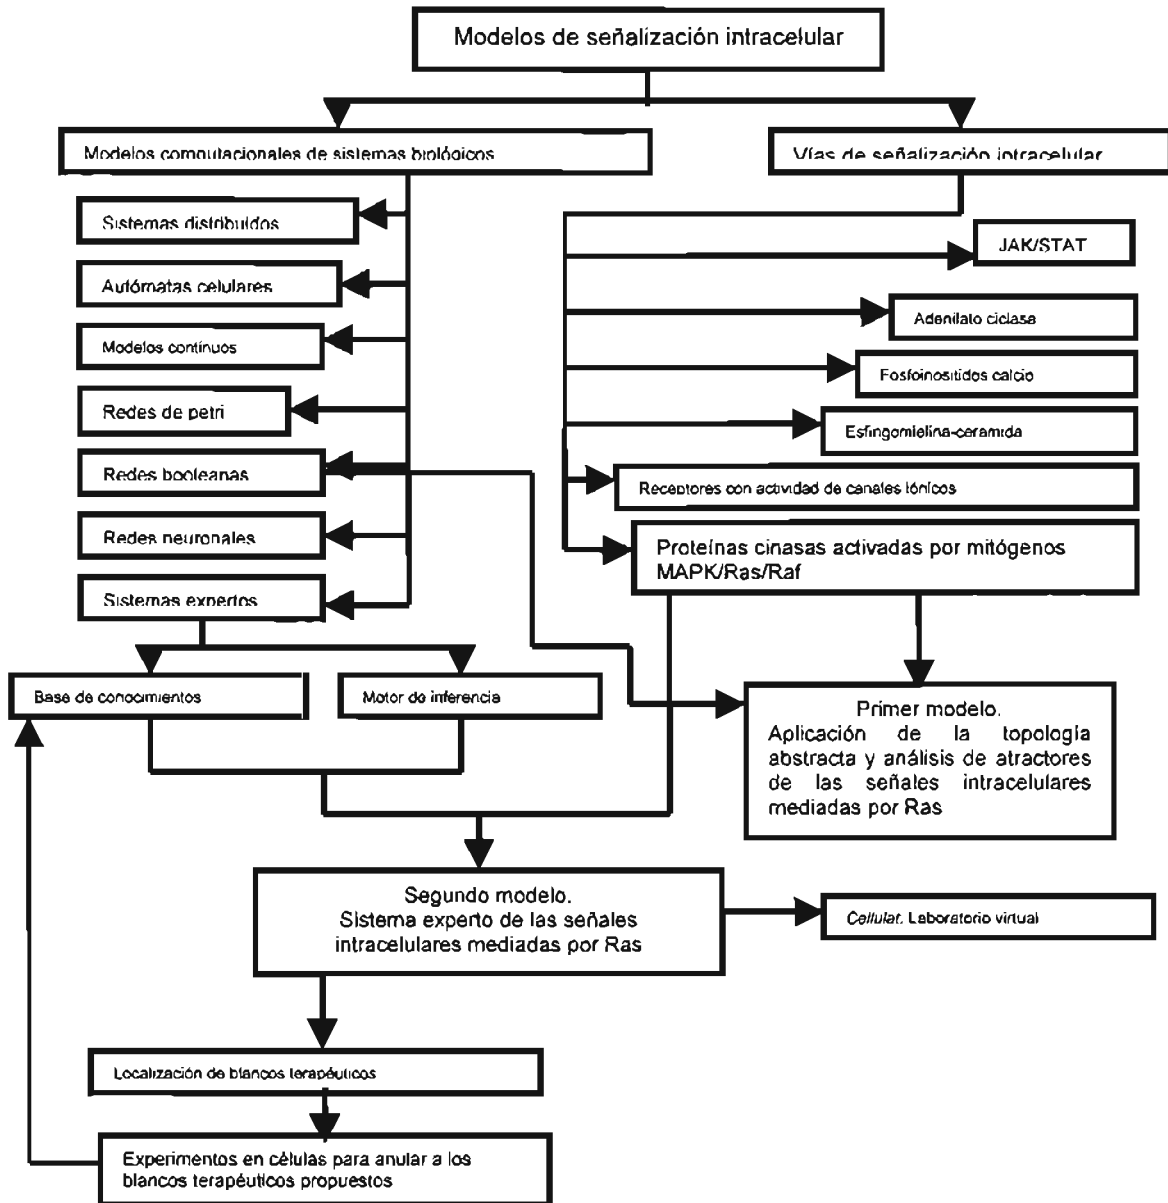 Modelos de señalización intracelular
Modelos computacionales de sistemas biológicos
Vías de señalización intracelular
Sistemas distribuidos
JAK/STAT
Autómatas celulares
Adenilato ciclasa
Modelos continuos
Fosfoinositidos calcio
Redes de petri
Esfingomielina-ceramida
Redes booleanas
Receptores con actividad de canales iónicos
Redes neuronales
Proteínas cinasas activadas por mitógenos
MAPK/Ras/Raf
Sistemas expertos
Base de conocimientos
Motor de inferencia
Primer modelo.
Aplicación de la topología
abstracta y análisis de atractores
de las señales intracelulares
mediadas por Ras
Segundo modelo.
Sistema experto de las señales
intracelulares mediadas por Ras
Cellulat. Laboratorio virtual
Localización de blancos terapéuticos
Experimentos en células para anular a los
blancos terapéuticos propuestos